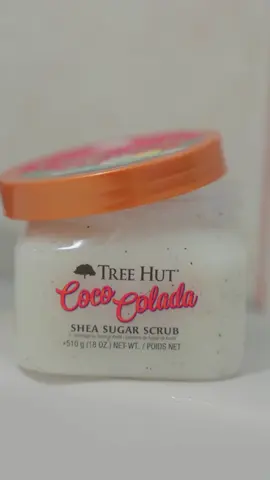 TREE HUT®
Coco Colada
SHEA SUGAR SCRUB
510 g (18 OZ.) NET WT. / POIDS NET